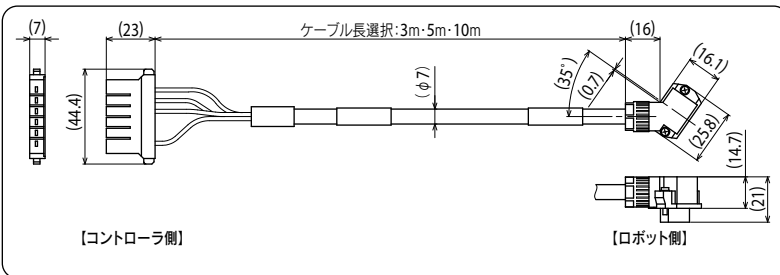 (7)
(23)
ケーブル長選択:3m･5m･10m
(16)
(44.4)
(φ7)
(35°)
(0.7)
(16.1)
(25.8)
(14.7)
(21)
【コントローラ側】
【ロボット側】